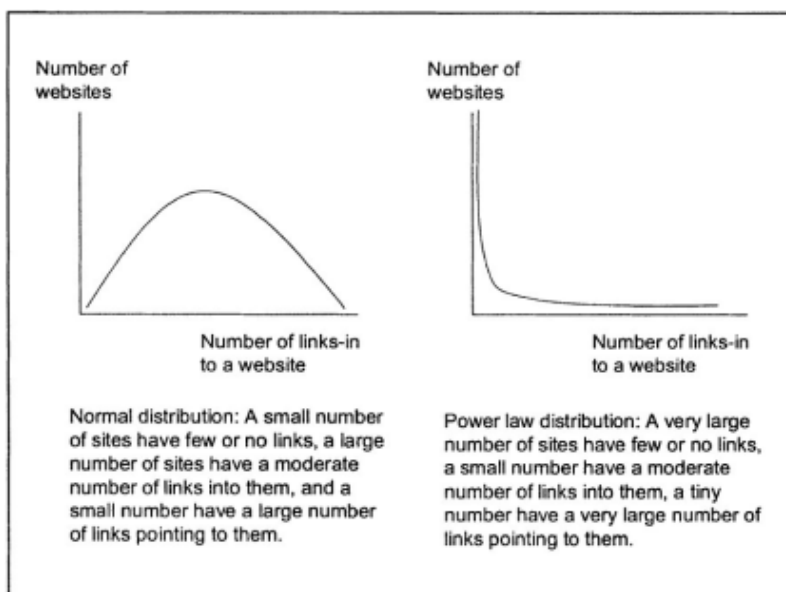 Number of
websites
Number of links-in
to a website
Normal distribution: A small number
of sites have few or no links, a large
number of sites have a moderate
number of links into them, and a
small number have a large number
of links pointing to them.
Number of
websites
Number of links-in
to a website
Power law distribution: A very large
number of sites have few or no links,
a small number have a moderate
number of links into them, a tiny
number have a very large number of
links pointing to them.